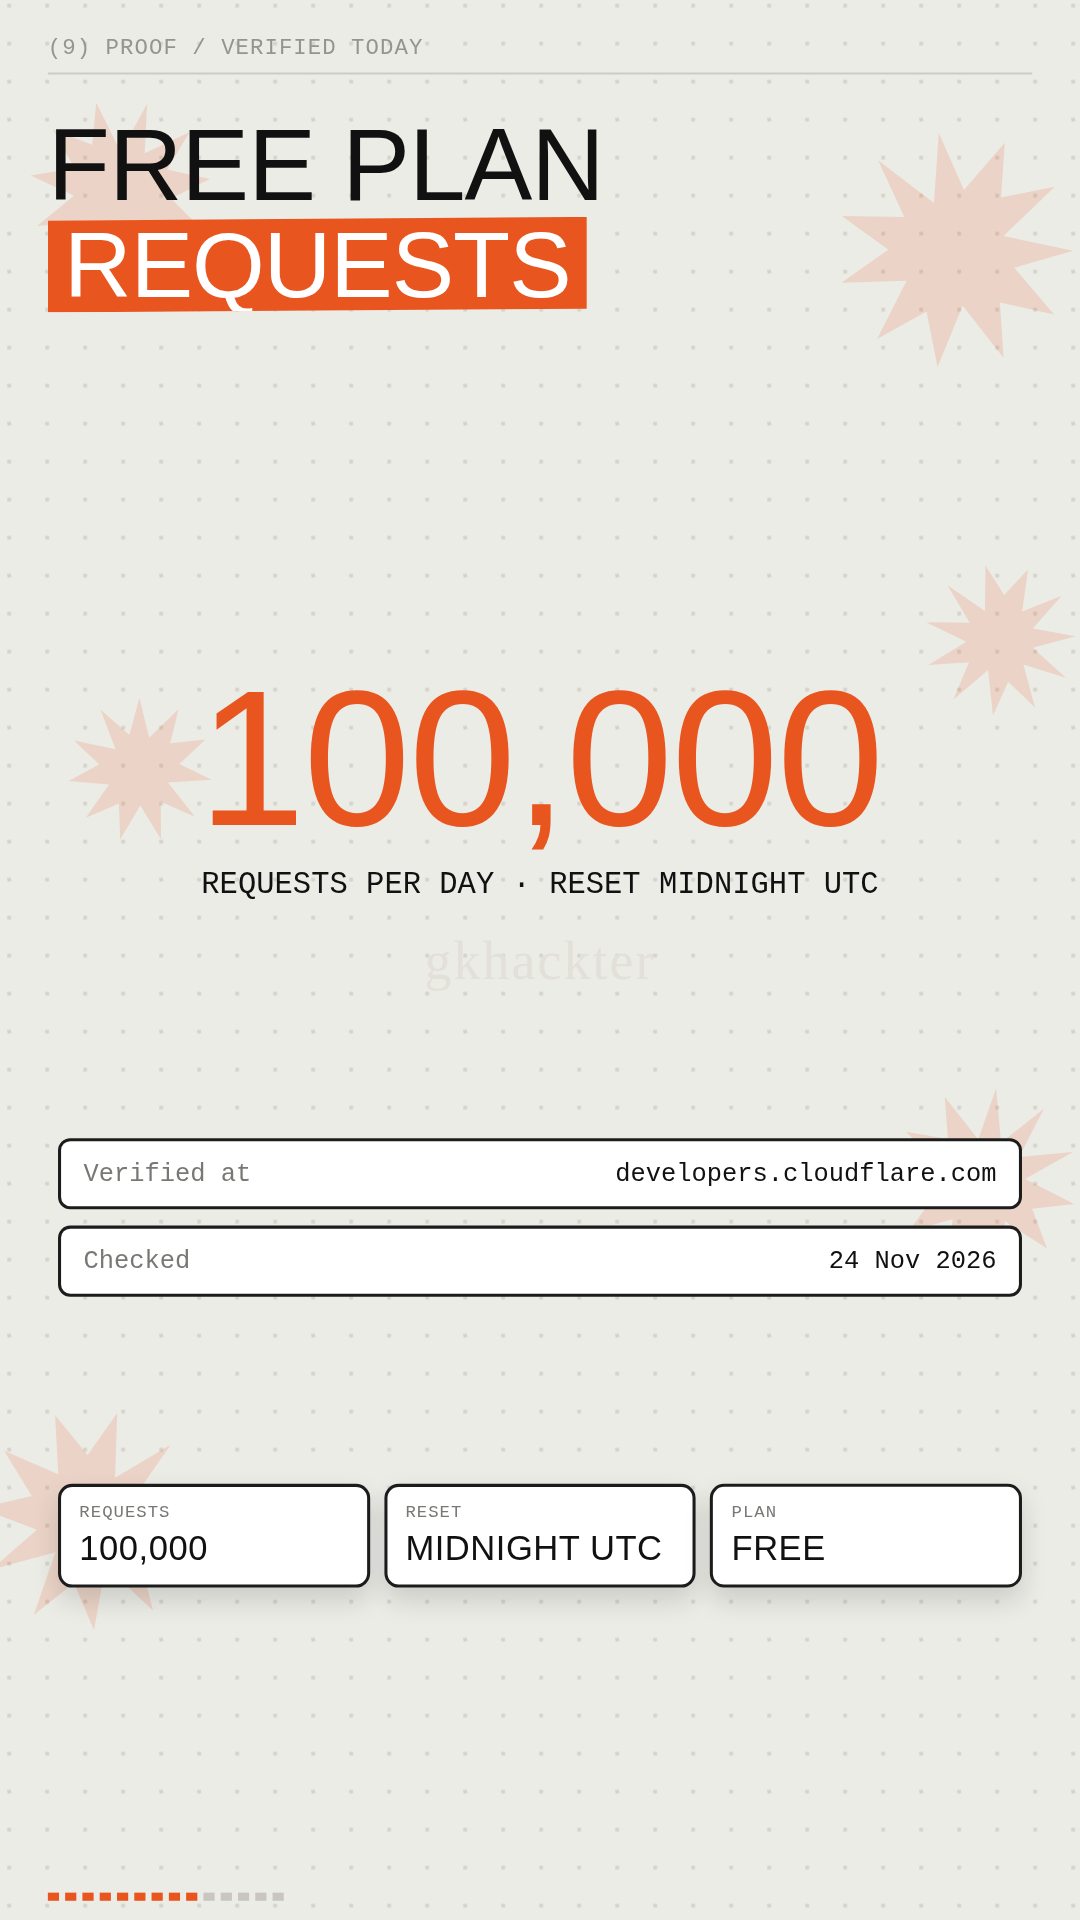 (9) PROOF / VERIFIED TODAY
FREE PLAN
REQUESTS
100,000
REQUESTS PER DAY · RESET MIDNIGHT UTC
gkhackter
Verified at developers.cloudflare.com
Checked 24 Nov 2026
REQUESTS RESET PLAN
100,000 MIDNIGHT UTC FREE